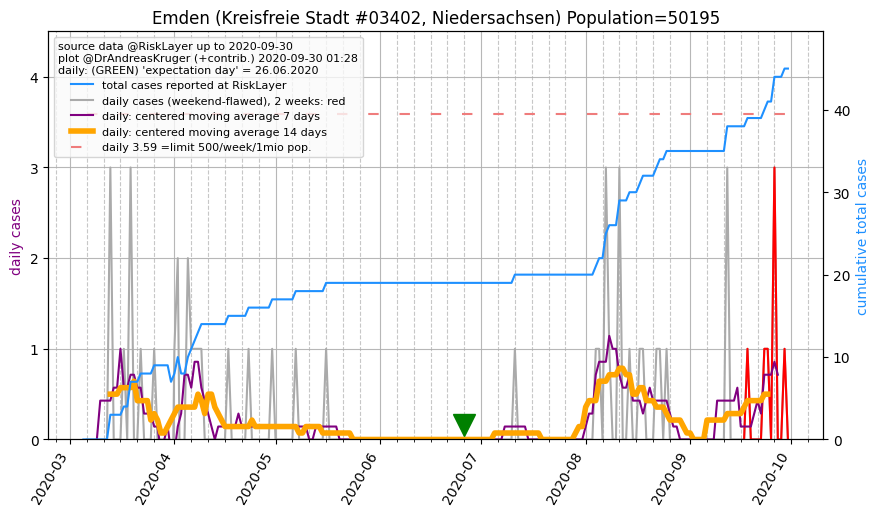 Emden (Kreisfreie Stadt #03402, Niedersachsen) Population=50195
source data @RiskLayer up to 2020-09-30
plot @DrAndreasKruger (+contrib.) 2020-09-30 01:28
daily: (GREEN) 'expectation day' = 26.06.2020
total cases reported at RiskLayer
daily cases (weekend-flawed), 2 weeks: red
daily: centered moving average 7 days
daily: centered moving average 14 days
daily 3.59 =limit 500/week/1mio pop.
daily cases
4
3
2
1
0
cumulative total cases
40
30
20
10
0
2020-03
2020-04
2020-05
2020-06
2020-07
2020-08
2020-09
2020-10